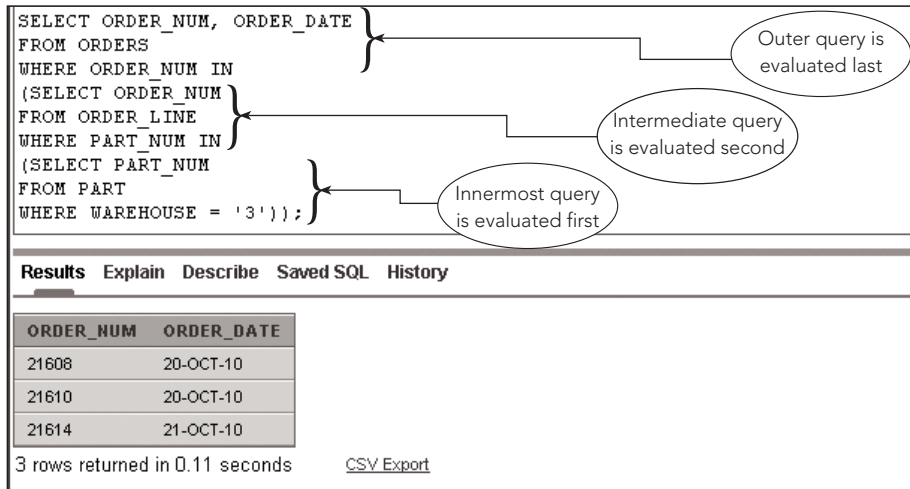 SELECT ORDER_NUM, ORDER_DATE
FROM ORDERS
WHERE ORDER_NUM IN
(SELECT ORDER_NUM
FROM ORDER_LINE
WHERE PART_NUM IN
(SELECT PART_NUM
FROM PART
WHERE WAREHOUSE = '3'));
Outer query is
evaluated last
Intermediate query
is evaluated second
Innermost query
is evaluated first
Results Explain Describe Saved SQL History
ORDER_NUM ORDER_DATE
21608 20-OCT-10
21610 20-OCT-10
21614 21-OCT-10
3 rows returned in 0.11 seconds CSV Export